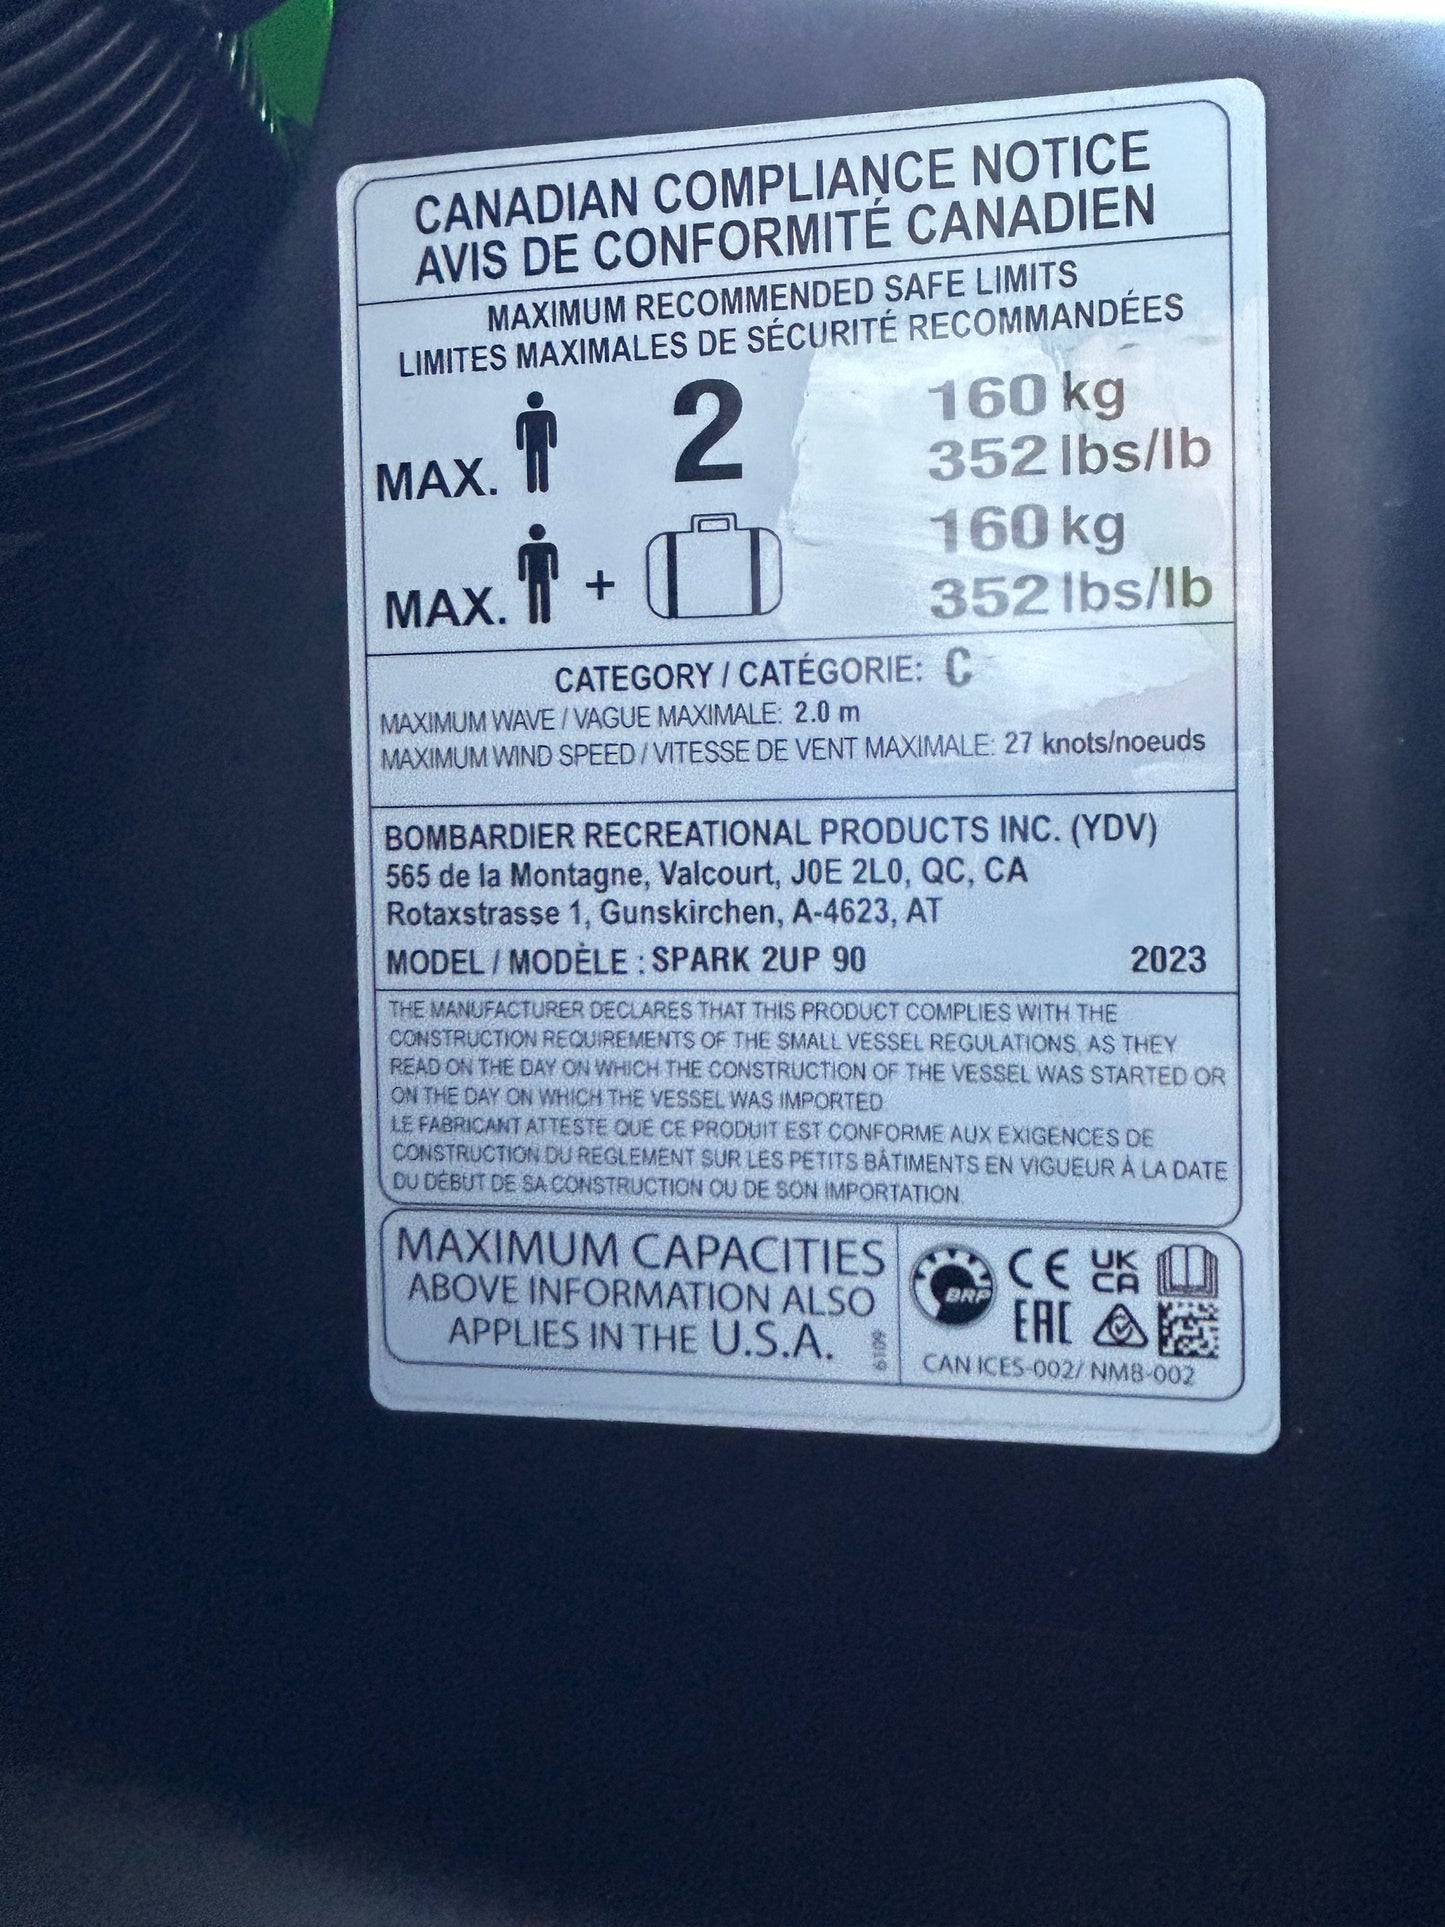 CANADIAN COMPLIANCE NOTICE
AVIS DE CONFORMITÉ CANADIEN
MAXIMUM RECOMMENDED SAFE LIMITS
LIMITES MAXIMALES DE SÉCURITÉ RECOMMANDÉES
MAX. 2 160 kg
352 lbs/lb
MAX. + 160 kg
352 lbs/lb
CATEGORY / CATÉGORIE: C
MAXIMUM WAVE / VAGUE MAXIMALE: 2.0 m
MAXIMUM WIND SPEED / VITESSE DE VENT MAXIMALE: 27 knots/noeuds
BOMBARDIER RECREATIONAL PRODUCTS INC. (YDV)
565 de la Montagne, Valcourt, J0E 2L0, QC, CA
Rotaxstrasse 1, Gunskirchen, A-4623, AT
MODEL / MODÈLE : SPARK 2UP 90 2023
THE MANUFACTURER DECLARES THAT THIS PRODUCT COMPLIES WITH THE
CONSTRUCTION REQUIREMENTS OF THE SMALL VESSEL REGULATIONS, AS THEY
READ ON THE DAY ON WHICH THE CONSTRUCTION OF THE VESSEL WAS STARTED OR
ON THE DAY ON WHICH THE VESSEL WAS IMPORTED
LE FABRICANT ATTESTE QUE CE PRODUIT EST CONFORME AUX EXIGENCES DE
CONSTRUCTION DU RÈGLEMENT SUR LES PETITS BÂTIMENTS EN VIGUEUR À LA DATE
DU DÉBUT DE SA CONSTRUCTION OU DE SON IMPORTATION.
MAXIMUM CAPACITIES
ABOVE INFORMATION ALSO
APPLIES IN THE U.S.A.
6109
BRP CE UK
CA
EAC
CAN ICES-002/ NMB-002